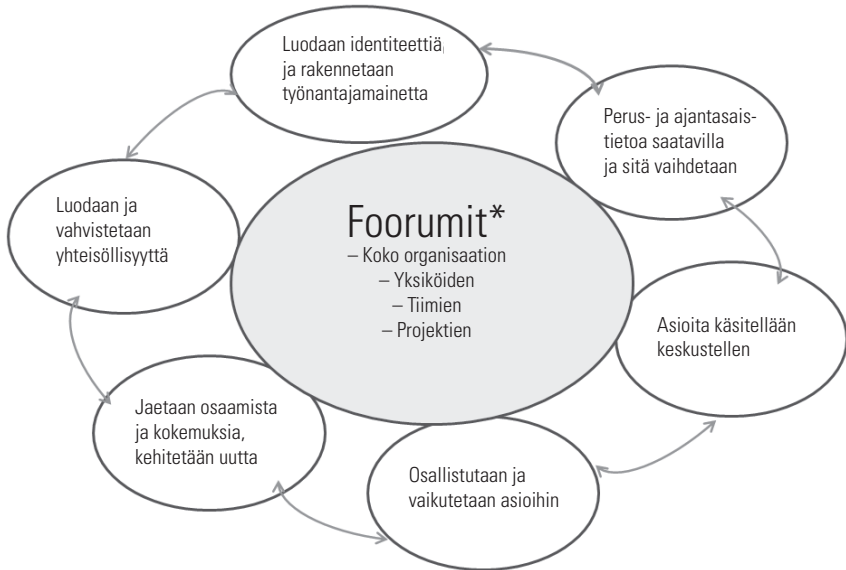 Luodaan identiteettiä
ja rakennetaan
työnantajamainetta
Perus- ja ajantasais-
tietoa saatavilla
ja sitä vaihdetaan
Asioita käsitellään
keskustellen
Osallistutaan ja
vaikutetaan asioihin
Jaetaan osaamista
ja kokemuksia,
kehitetään uutta
Luodaan ja
vahvistetaan
yhteisöllisyyttä
Foorumit*
– Koko organisaation
– Yksiköiden
– Tiimien
– Projektien